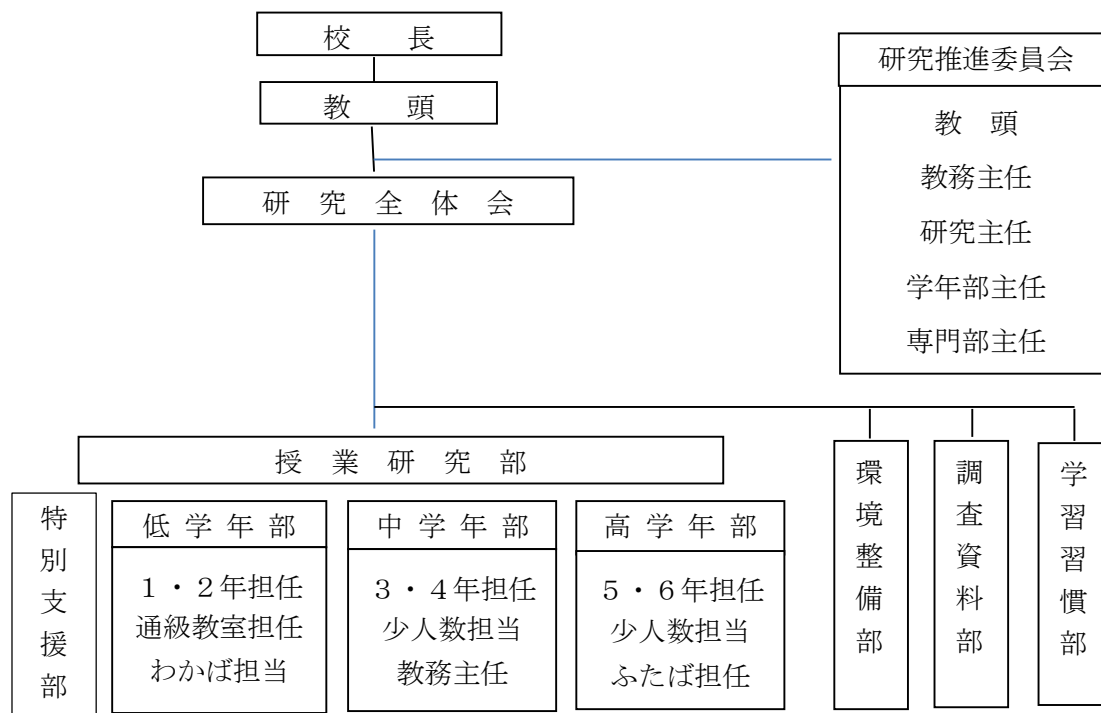 校　長
教　頭
研　究　全　体　会
研究推進委員会
教　頭
教務主任
研究主任
学年部主任
専門部主任
授　業　研　究　部
特別支援部
低 学 年 部
１・２年担任
通級教室担任
わかば担当
中 学 年 部
３・４年担任
少人数担当
教務主任
高 学 年 部
５・６年担任
少人数担当
ふたば担任
環境整備部
調査資料部
学習習慣部